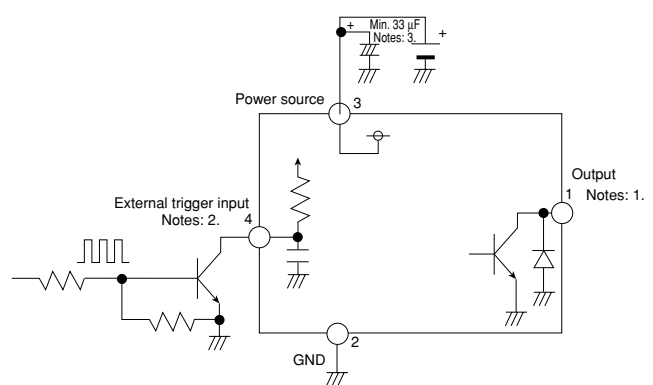 +
Min. 33 µF
Notes: 3.
+
Power source
3
Output
1
Notes: 1.
External trigger input
Notes: 2.
4
2
GND